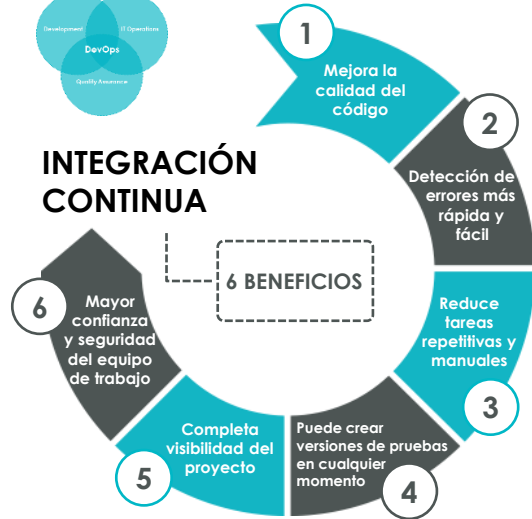 Development
IT Operations
DevOps
Quality Assurance
INTEGRACIÓN
CONTINUA
6 BENEFICIOS
1
Mejora la
calidad del
código
2
Detección de
errores más
rápida y
fácil
Reduce
tareas
repetitivas y
manuales
3
Puede crear
versiones de pruebas
en cualquier
momento
4
Completa
visibilidad del
proyecto
5
6
Mayor
confianza
y seguridad
del equipo
de trabajo